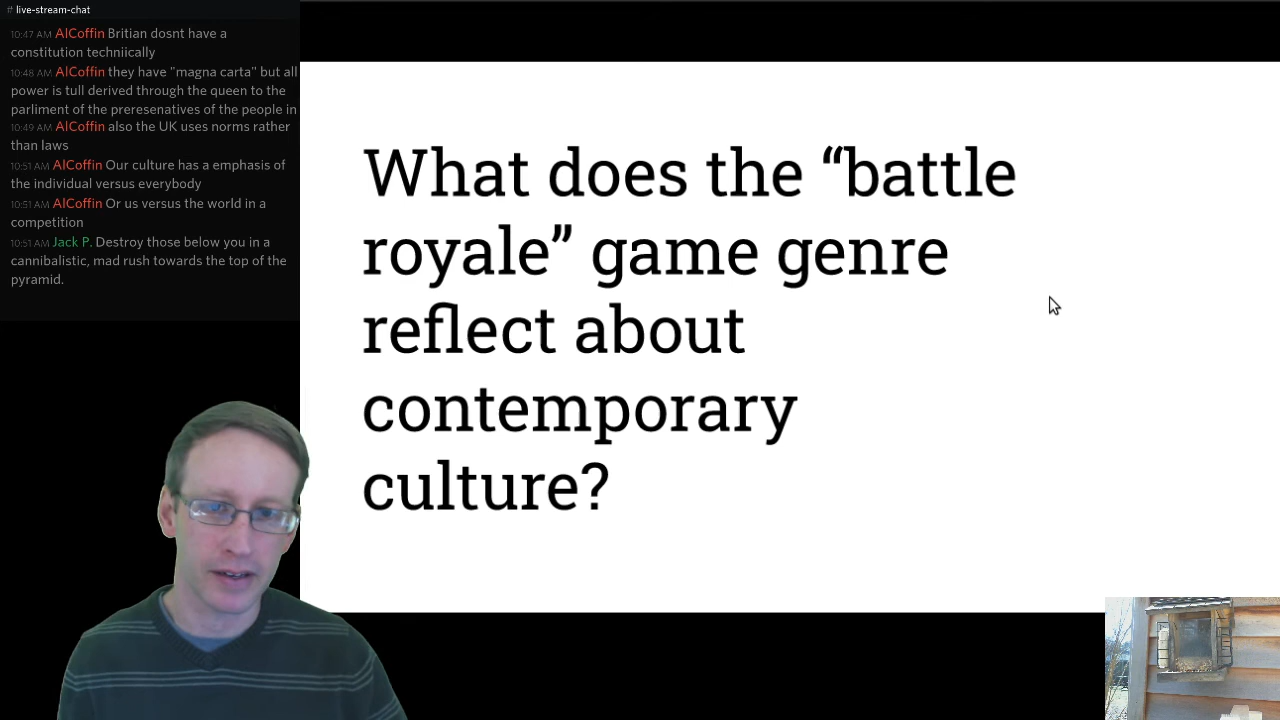 # live-stream-chat
10:47 AM AlCoffin Britian dosnt have a
constitution techniically
10:48 AM AlCoffin they have "magna carta" but all
power is tull derived through the queen to the
parliment of the preresenatives of the people in
10:49 AM AlCoffin also the UK uses norms rather
than laws
10:51 AM AlCoffin Our culture has a emphasis of
the individual versus everybody
10:51 AM AlCoffin Or us versus the world in a
competition
10:51 AM Jack P. Destroy those below you in a
cannibalistic, mad rush towards the top of the
pyramid.
What does the “battle
royale” game genre
reflect about
contemporary
culture?